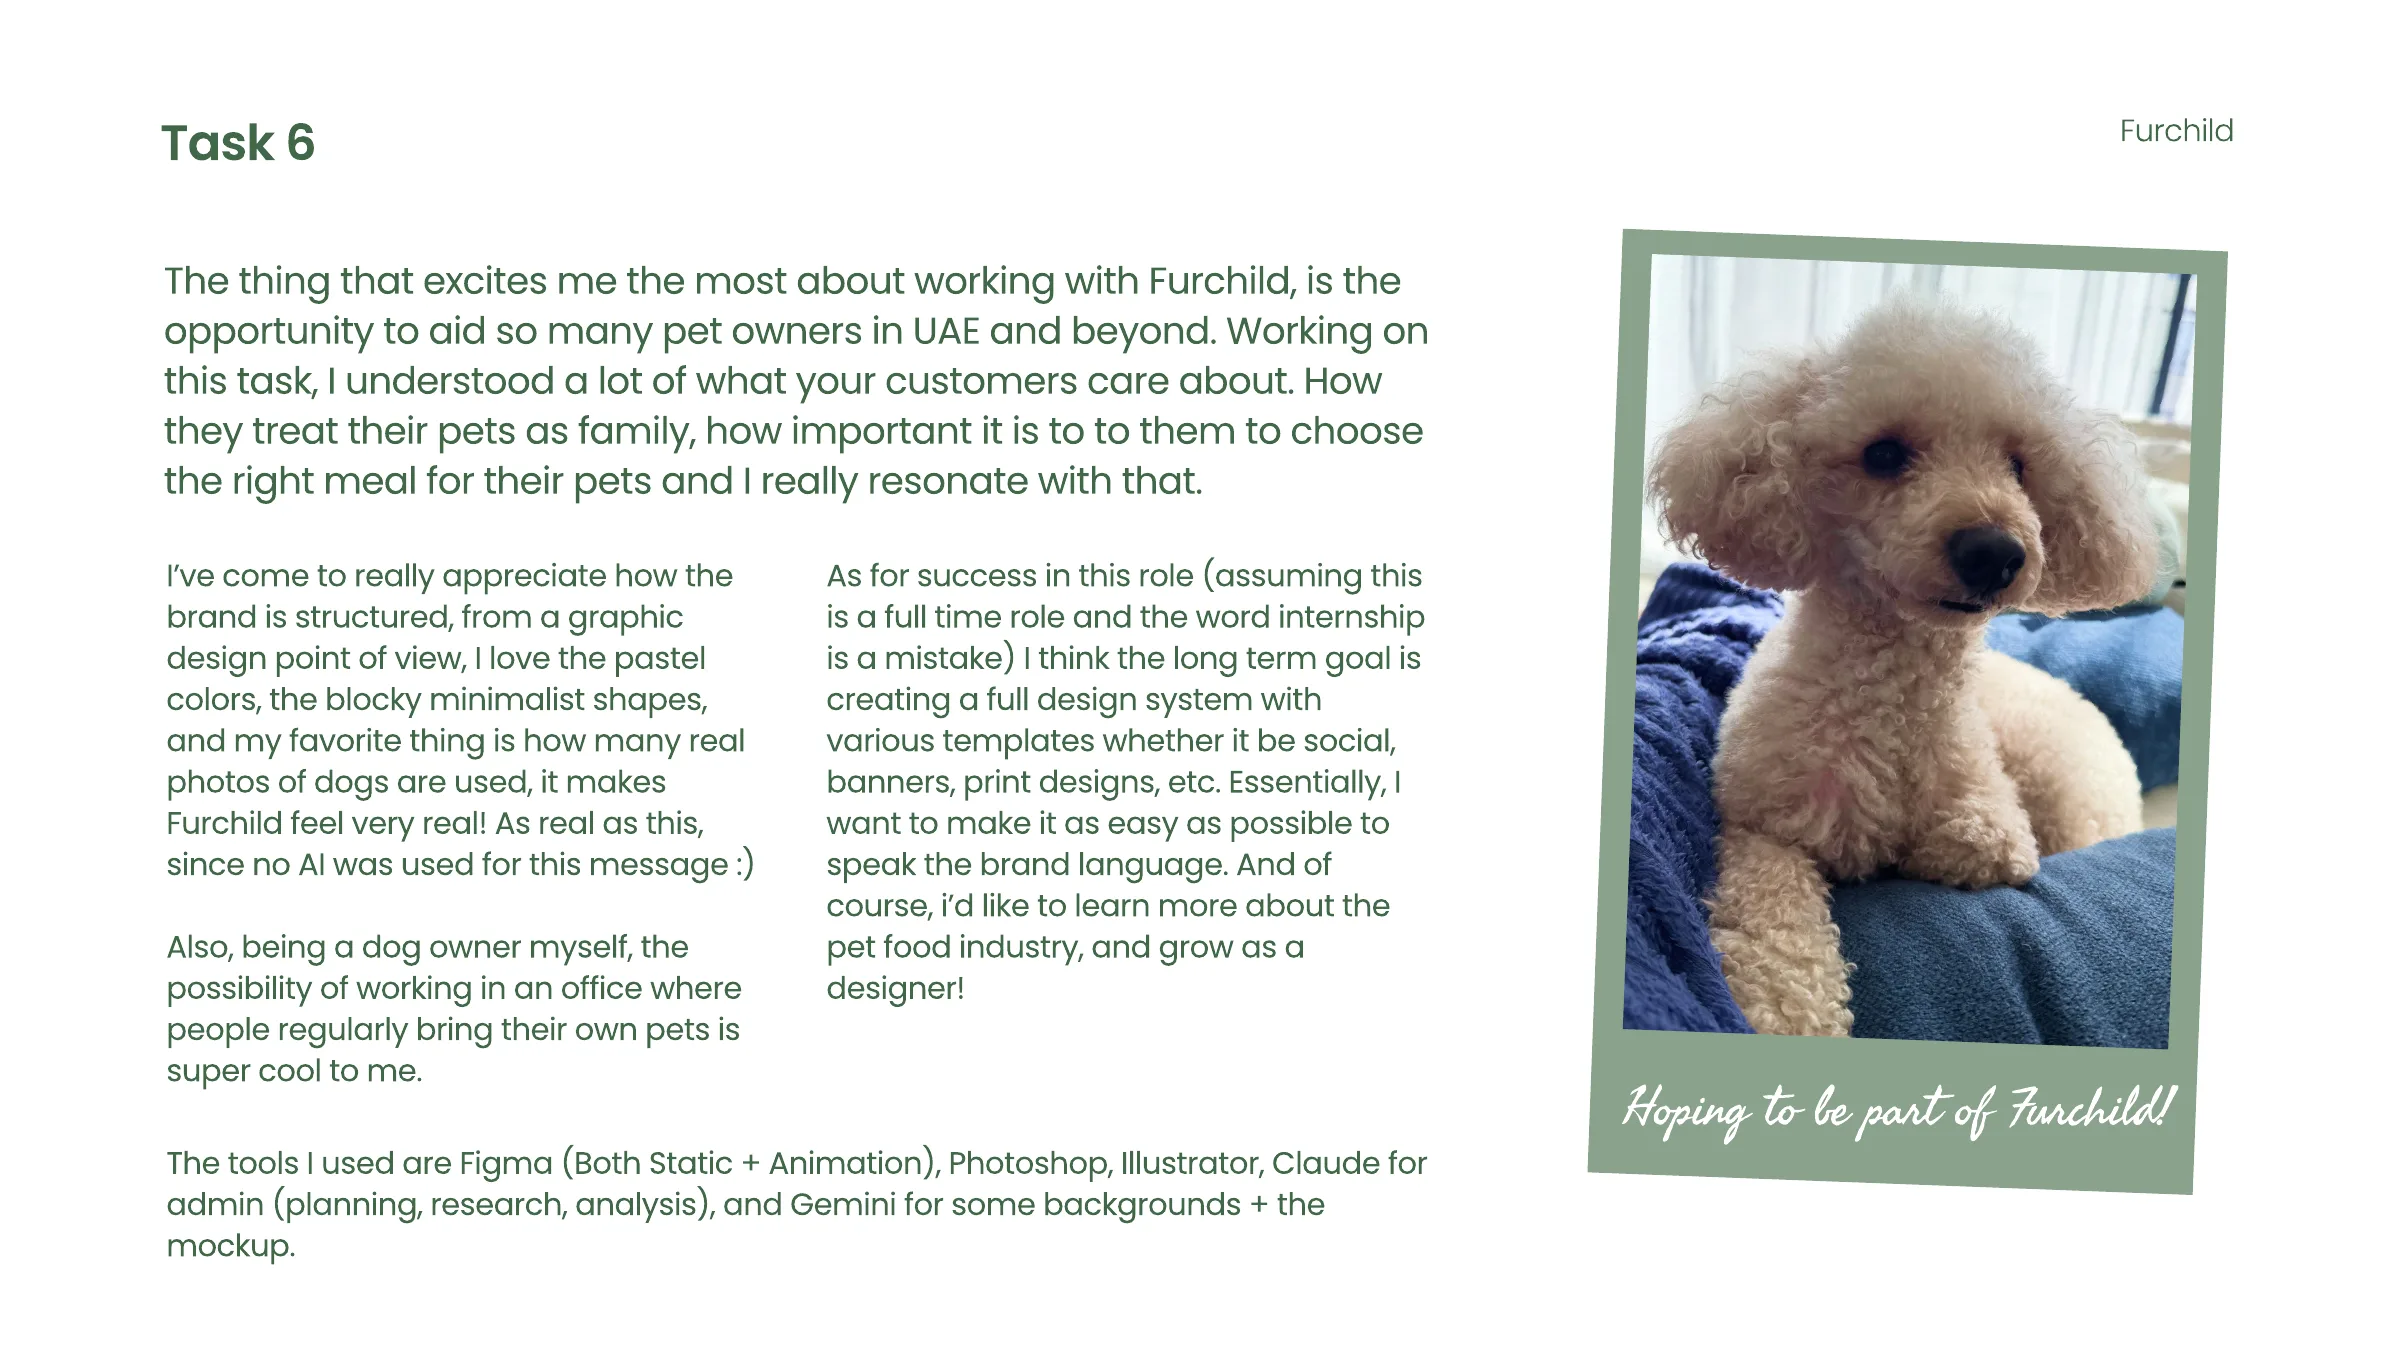 Task 6
Furchild
The thing that excites me the most about working with Furchild, is the
opportunity to aid so many pet owners in UAE and beyond. Working on
this task, I understood a lot of what your customers care about. How
they treat their pets as family, how important it is to to them to choose
the right meal for their pets and I really resonate with that.
I've come to really appreciate how the
brand is structured, from a graphic
design point of view, I love the pastel
colors, the blocky minimalist shapes,
and my favorite thing is how many real
photos of dogs are used, it makes
Furchild feel very real! As real as this,
since no AI was used for this message :)
Also, being a dog owner myself, the
possibility of working in an office where
people regularly bring their own pets is
super cool to me.
As for success in this role (assuming this
is a full time role and the word internship
is a mistake) I think the long term goal is
creating a full design system with
various templates whether it be social,
banners, print designs, etc. Essentially, I
want to make it as easy as possible to
speak the brand language. And of
course, i'd like to learn more about the
pet food industry, and grow as a
designer!
The tools I used are Figma (Both Static + Animation), Photoshop, Illustrator, Claude for
admin (planning, research, analysis), and Gemini for some backgrounds + the
mockup.
Hoping to be part of Furchild!